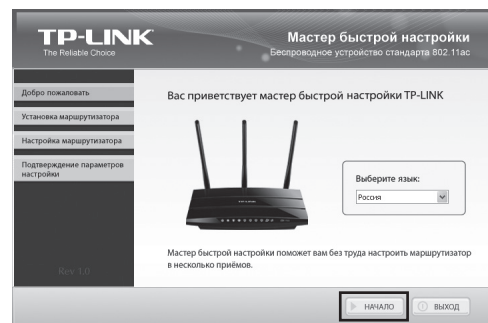 TP-LINK
The Reliable Choice
Мастер быстрой настройки
Беспроводное устройство стандарта 802.11ac
Добро пожаловать
Установка маршрутизатора
Настройка маршрутизатора
Подтверждение параметров
настройки
Rev 1.0
Вас приветствует мастер быстрой настройки TP-LINK
TP-LINK
Выберите язык:
Россия
Мастер быстрой настройки поможет вам без труда настроить маршрутизатор
в несколько приёмов.
НАЧАЛО
ВЫХОД